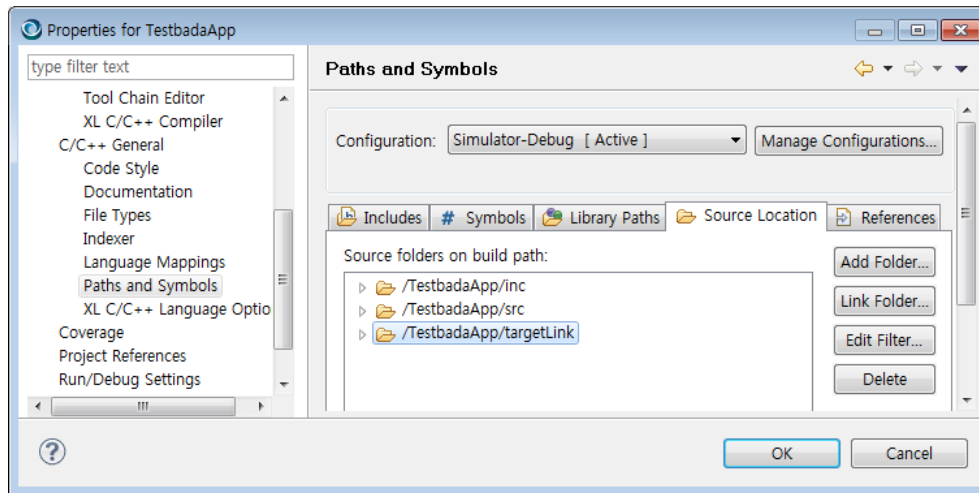 Properties for TestbadaApp
type filter text
Tool Chain Editor
XL C/C++ Compiler
C/C++ General
Code Style
Documentation
File Types
Indexer
Language Mappings
Paths and Symbols
XL C/C++ Language Optio
Coverage
Project References
Run/Debug Settings
Paths and Symbols
Configuration: Simulator-Debug [ Active ] Manage Configurations...
Includes # Symbols Library Paths Source Location References
Source folders on build path:
/TestbadaApp/inc
/TestbadaApp/src
/TestbadaApp/targetLink
Add Folder...
Link Folder...
Edit Filter...
Delete
OK Cancel